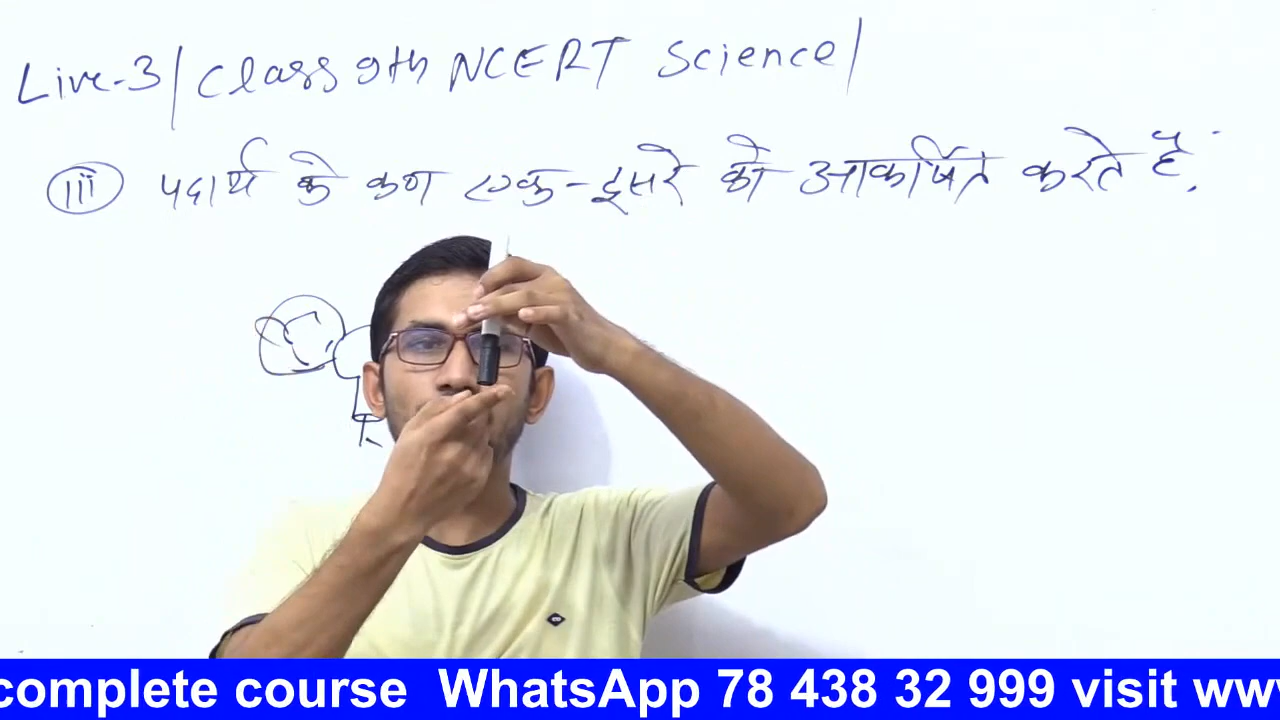 Live-3/Class 9th NCERT Science/
(iii) पदार्थ के कण एक-दूसरे को आकर्षित करते हैं.
complete course WhatsApp 78 438 32 999 visit www